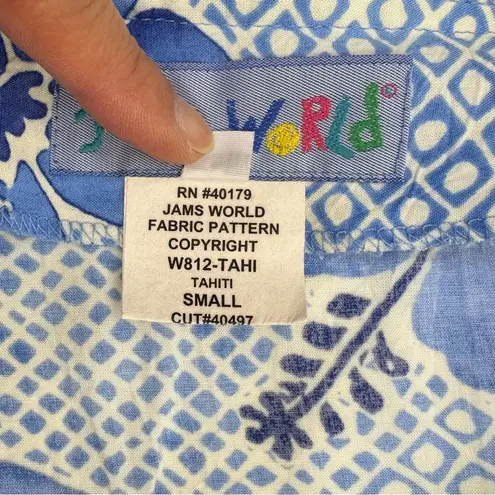 WoRLd©
RN #40179
JAMS WORLD
FABRIC PATTERN
COPYRIGHT
W812-TAHI
TAHITI
SMALL
CUT#40497